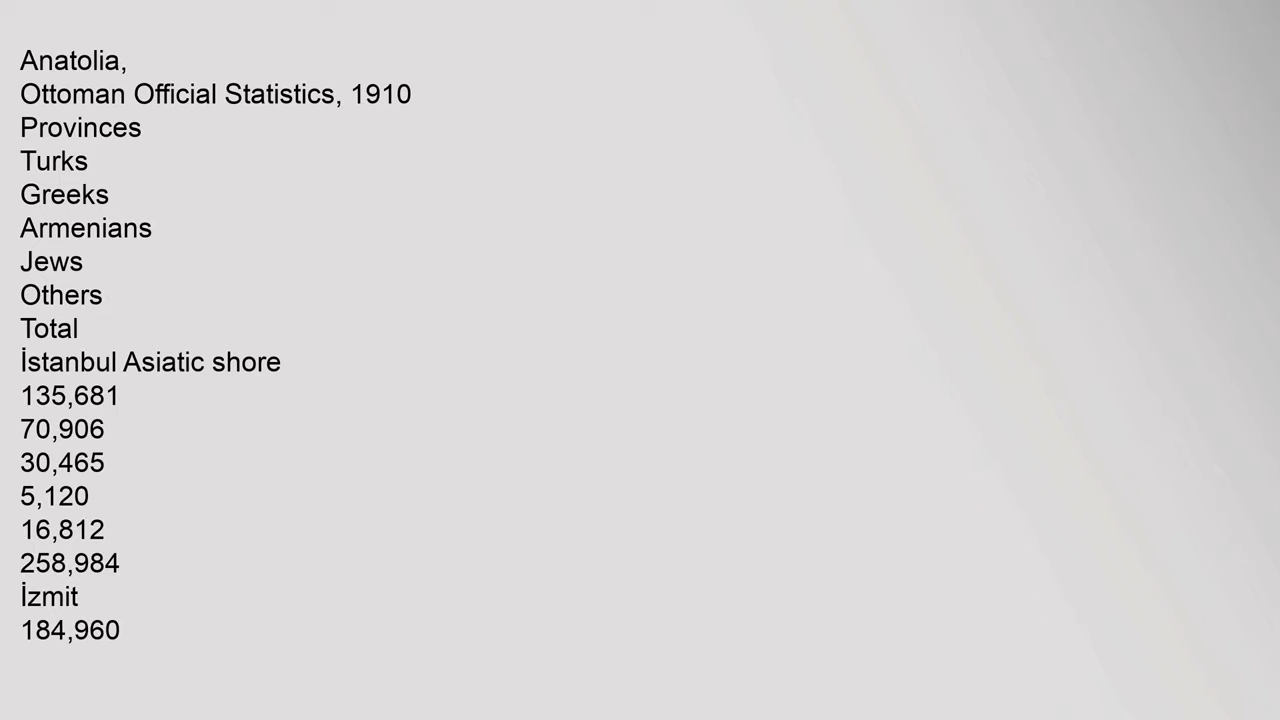 Anatolia,
Ottoman Official Statistics, 1910
Provinces
Turks
Greeks
Armenians
Jews
Others
Total
İstanbul Asiatic shore
135,681
70,906
30,465
5,120
16,812
258,984
İzmit
184,960